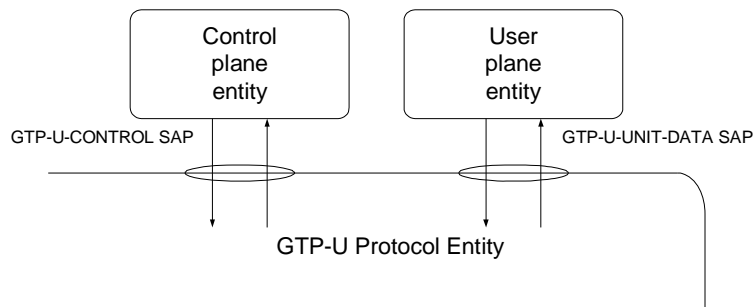 Control
plane
entity
User
plane
entity
GTP-U-CONTROL SAP
GTP-U-UNIT-DATA SAP
GTP-U Protocol Entity